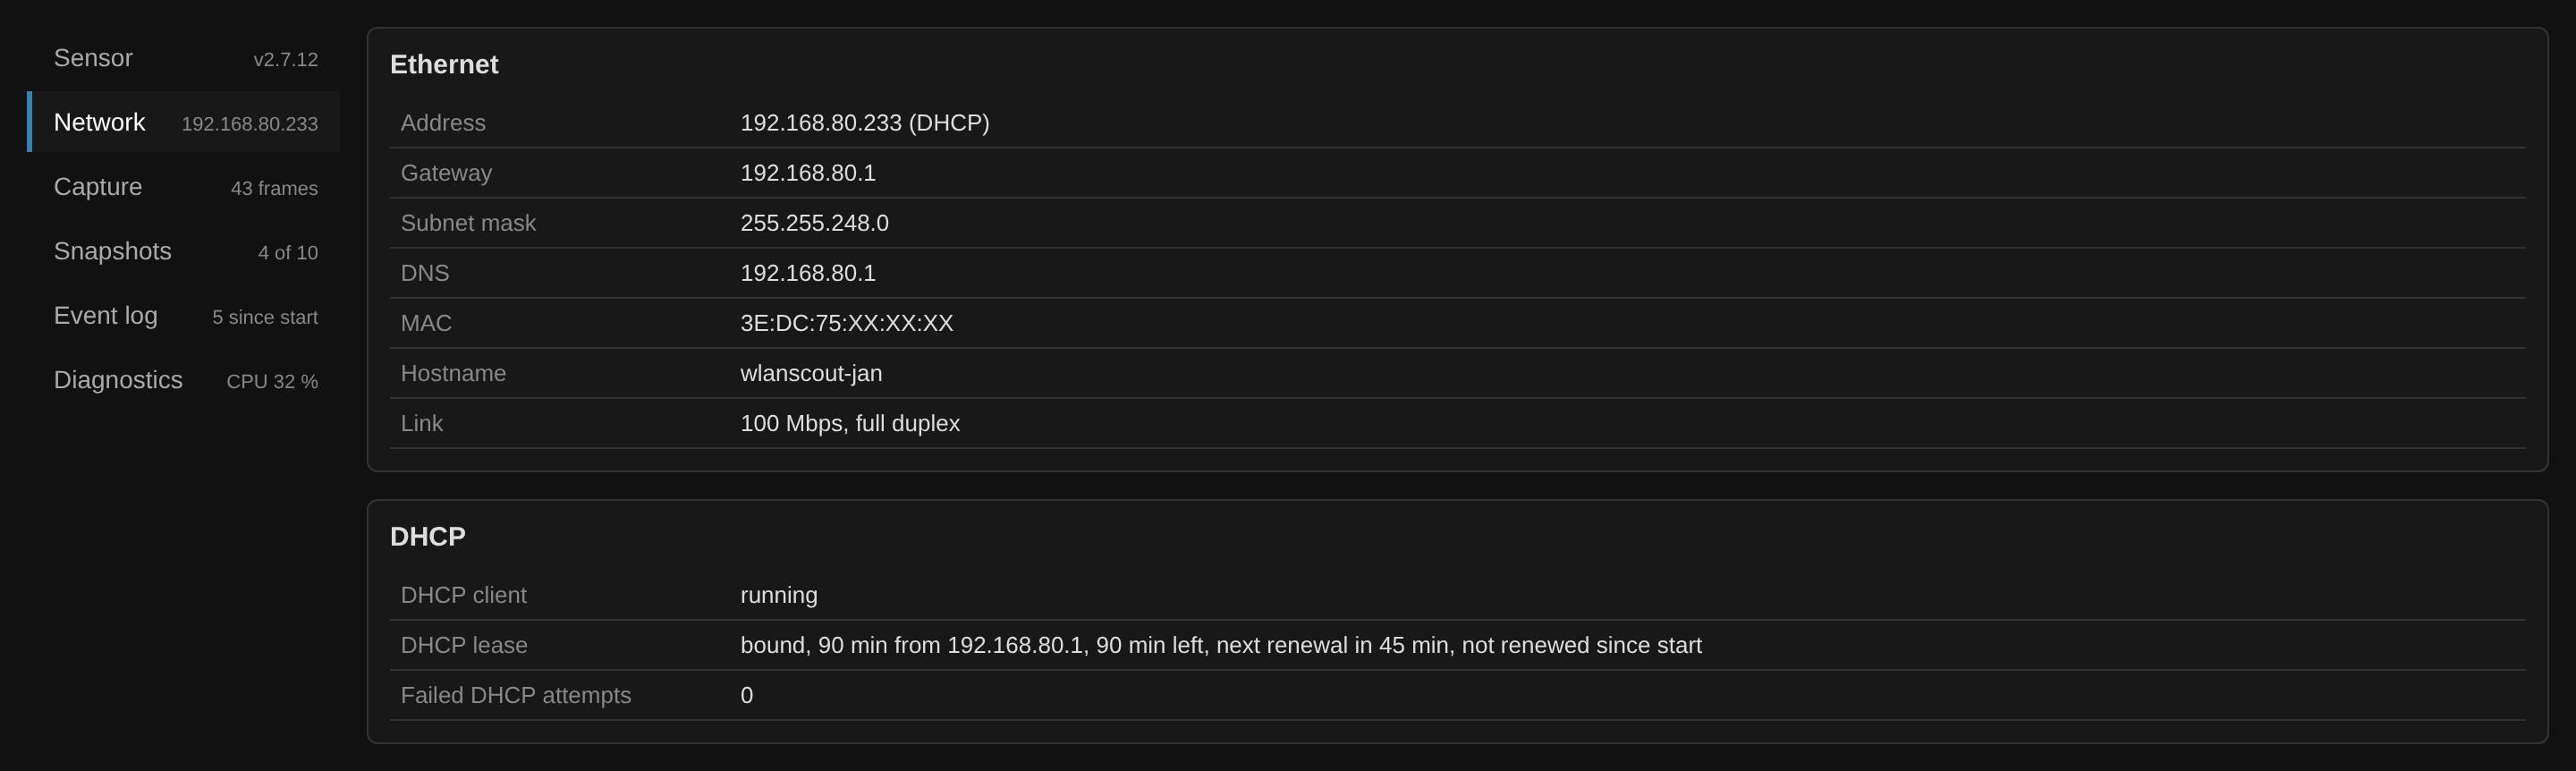 Sensor v2.7.12
Network 192.168.80.233
Capture 43 frames
Snapshots 4 of 10
Event log 5 since start
Diagnostics CPU 32 %
Ethernet
Address 192.168.80.233 (DHCP)
Gateway 192.168.80.1
Subnet mask 255.255.248.0
DNS 192.168.80.1
MAC 3E:DC:75:XX:XX:XX
Hostname wlanscout-jan
Link 100 Mbps, full duplex
DHCP
DHCP client running
DHCP lease bound, 90 min from 192.168.80.1, 90 min left, next renewal in 45 min, not renewed since start
Failed DHCP attempts 0